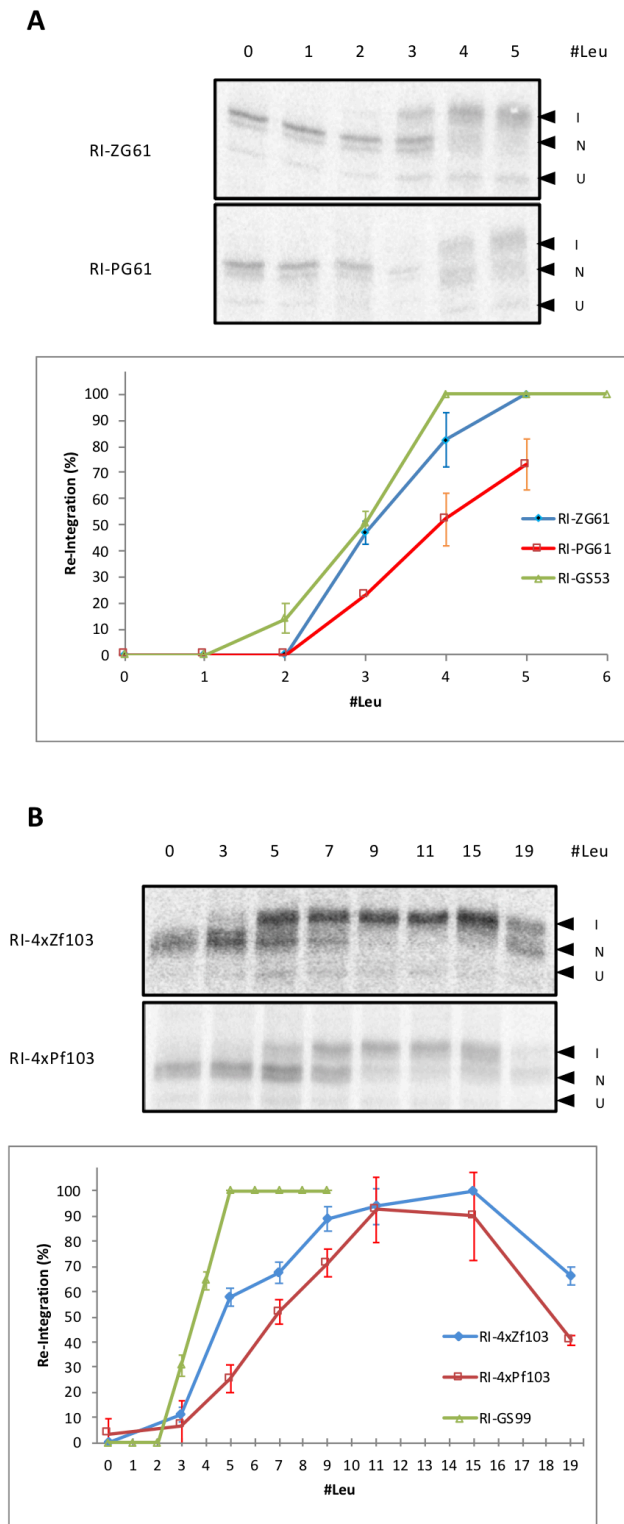 A
0 1 2 3 4 5 #Leu
RI-ZG61
I
N
U
RI-PG61
I
N
U
Re-Integration (%)
100
90
80
70
60
50
40
30
20
10
0
RI-ZG61
RI-PG61
RI-GS53
0 1 2 3 4 5 6
#Leu
B
0 3 5 7 9 11 15 19 #Leu
RI-4xZf103
I
N
U
RI-4xPf103
I
N
U
Re-Integration (%)
100
90
80
70
60
50
40
30
20
10
0
RI-4xZf103
RI-4xPf103
RI-GS99
0 1 2 3 4 5 6 7 8 9 10 11 12 13 14 15 16 17 18 19
#Leu